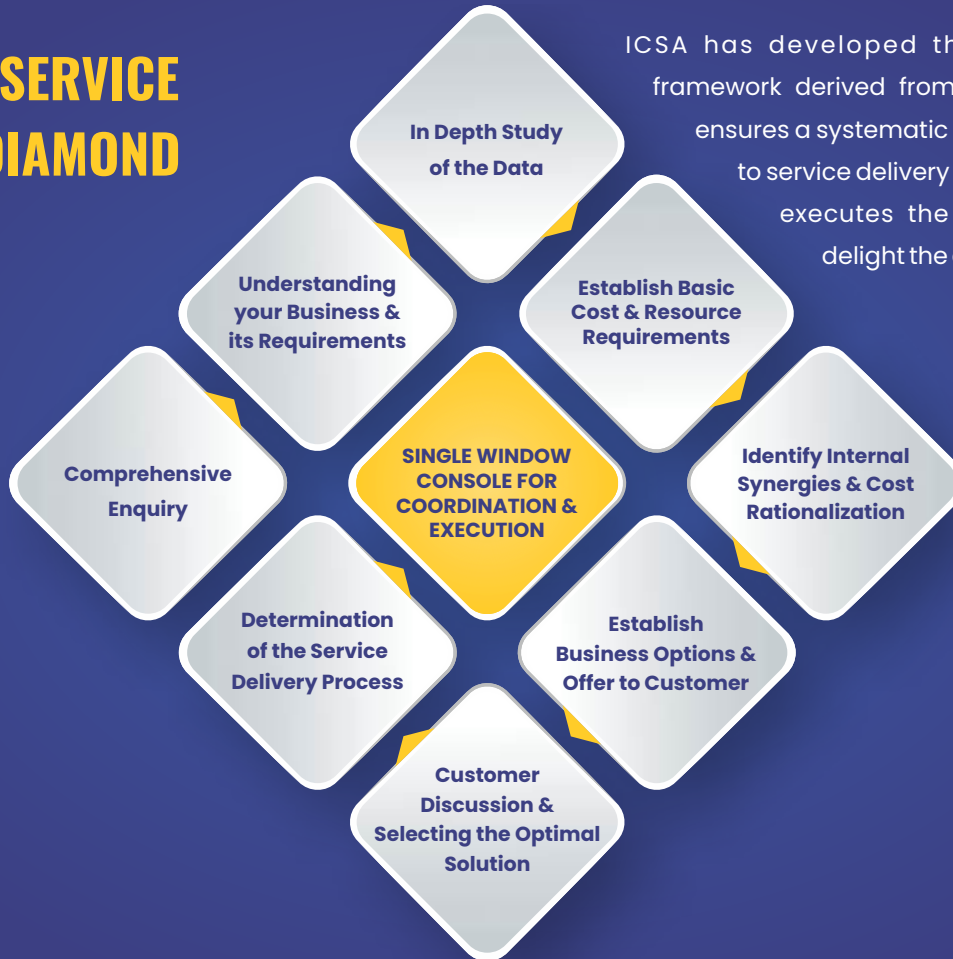 SERVICE
DIAMOND
ICSA has developed
framework derived from
ensures a systematic
to service delivery
executes the
delight the
In Depth Study
of the Data
Understanding
your Business &
its Requirements
Establish Basic
Cost & Resource
Requirements
Comprehensive
Enquiry
SINGLE WINDOW
CONSOLE FOR
COORDINATION &
EXECUTION
Identify Internal
Synergies & Cost
Rationalization
Determination
of the Service
Delivery Process
Establish
Business Options &
Offer to Customer
Customer
Discussion &
Selecting the Optimal
Solution